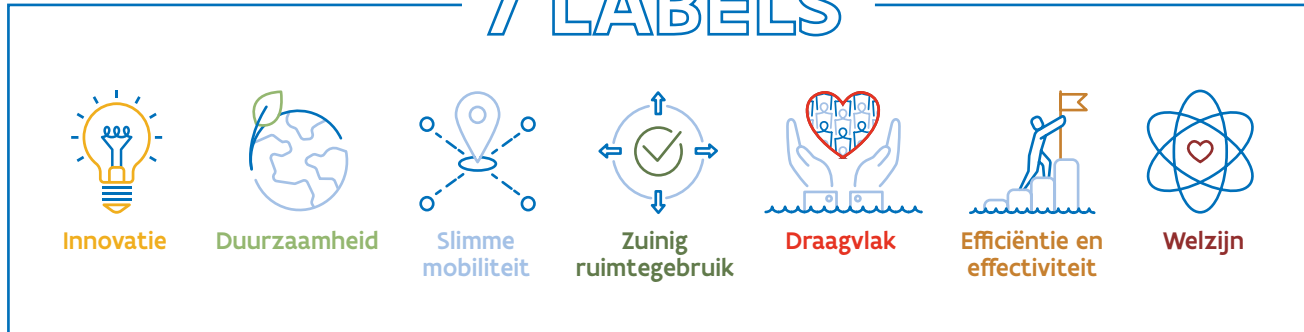 7 LABELS
Innovatie
Duurzaamheid
Slimme
mobiliteit
Zuinig
ruimtegebruik
Draagvlak
Efficiëntie en
effectiviteit
Welzijn